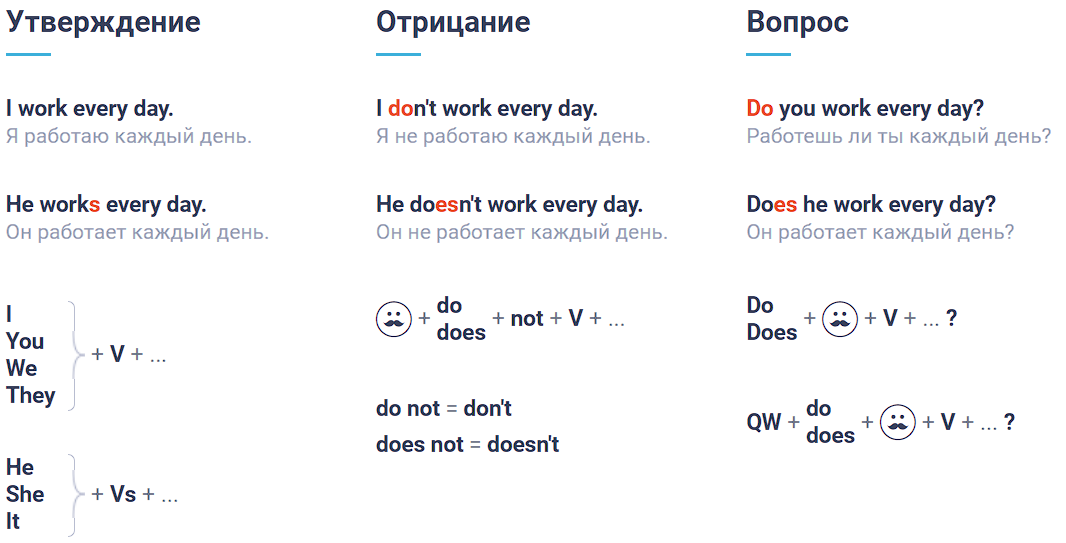 Утверждение
I work every day.
Я работаю каждый день.
He works every day.
Он работает каждый день.
I
You
We
They
+ V + ...
He
She
It
+ Vs + ...
Отрицание
I don't work every day.
Я не работаю каждый день.
He doesn't work every day.
Он не работает каждый день.
+ do does + not + V + ...
do not = don't
does not = doesn't
Вопрос
Do you work every day?
Работешь ли ты каждый день?
Does he work every day?
Он работает каждый день?
Do Does + + V + ... ?
QW + do does + + V + ... ?